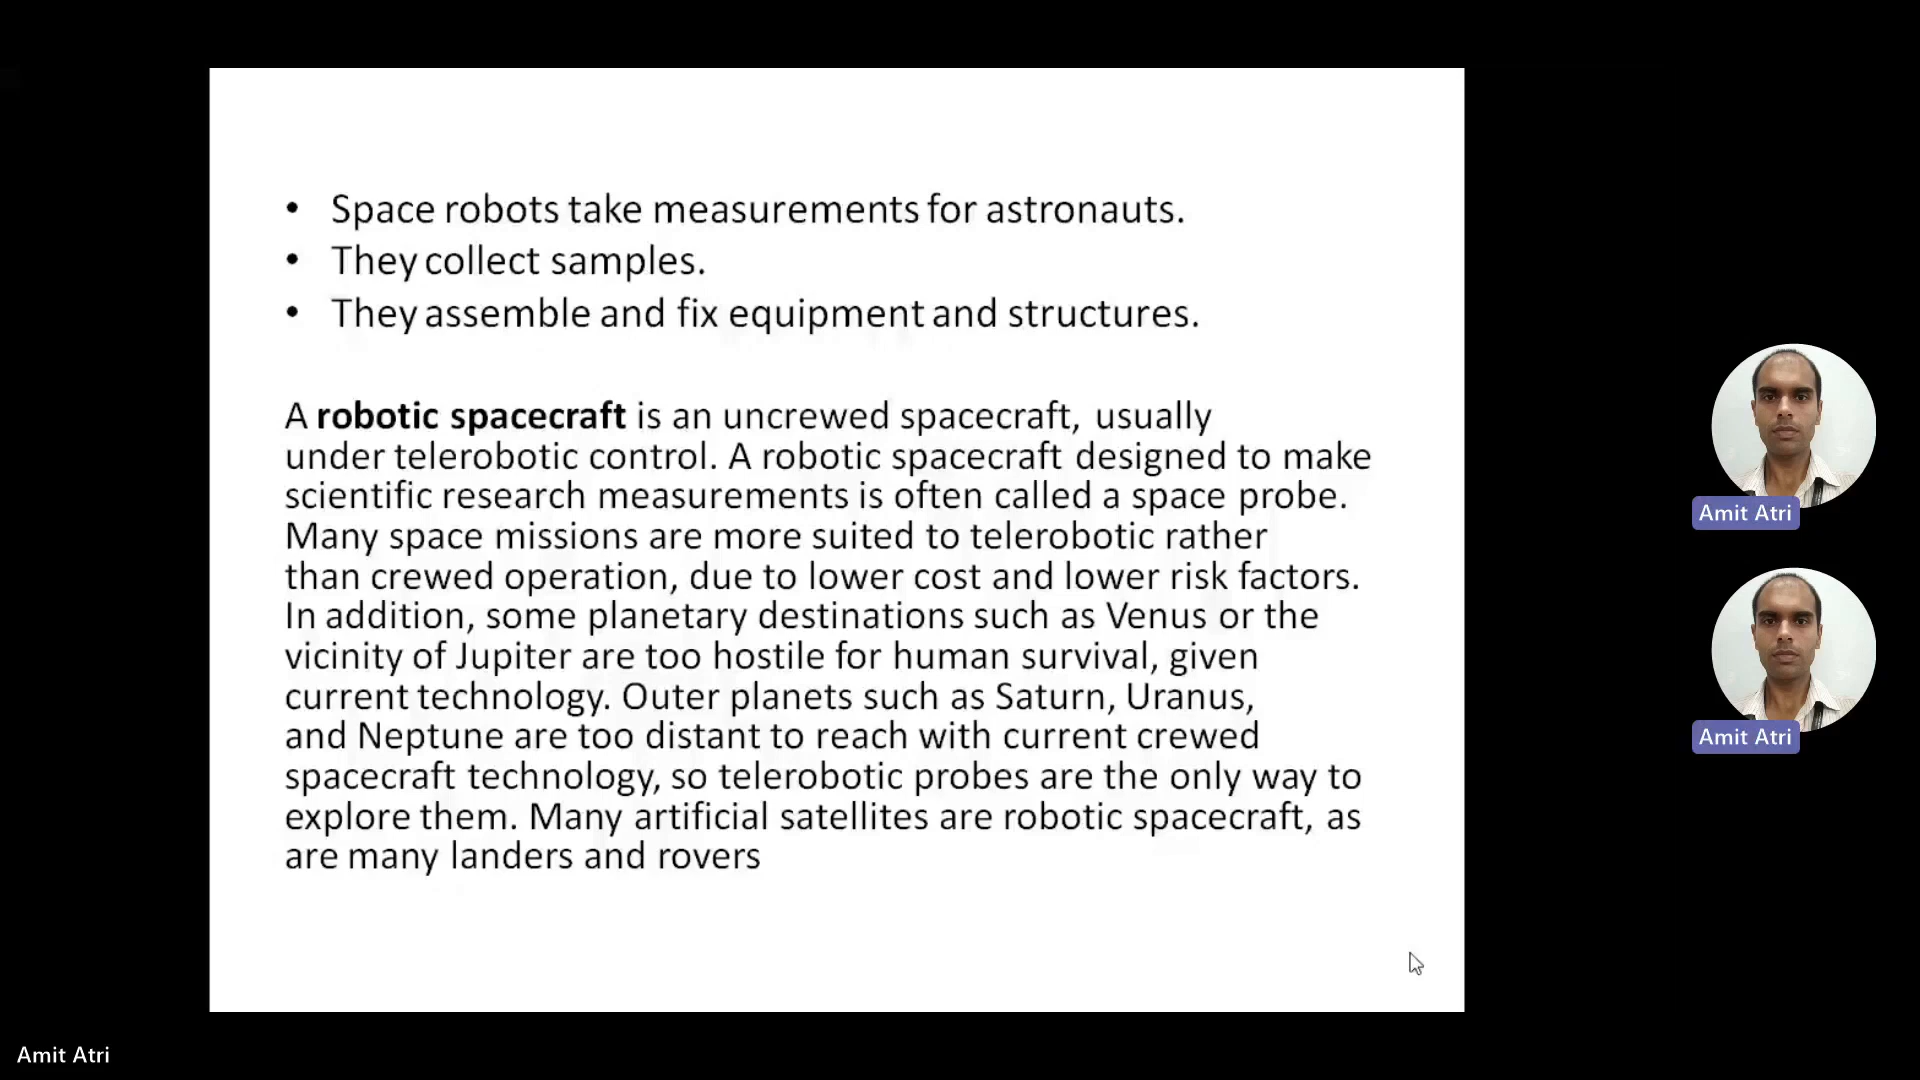 • Space robots take measurements for astronauts.
• They collect samples.
• They assemble and fix equipment and structures.
A robotic spacecraft is an uncrewed spacecraft, usually
under telerobotic control. A robotic spacecraft designed to make
scientific research measurements is often called a space probe.
Many space missions are more suited to telerobotic rather
than crewed operation, due to lower cost and lower risk factors.
In addition, some planetary destinations such as Venus or the
vicinity of Jupiter are too hostile for human survival, given
current technology. Outer planets such as Saturn, Uranus,
and Neptune are too distant to reach with current crewed
spacecraft technology, so telerobotic probes are the only way to
explore them. Many artificial satellites are robotic spacecraft, as
are many landers and rovers
Amit Atri
Amit Atri
Amit Atri